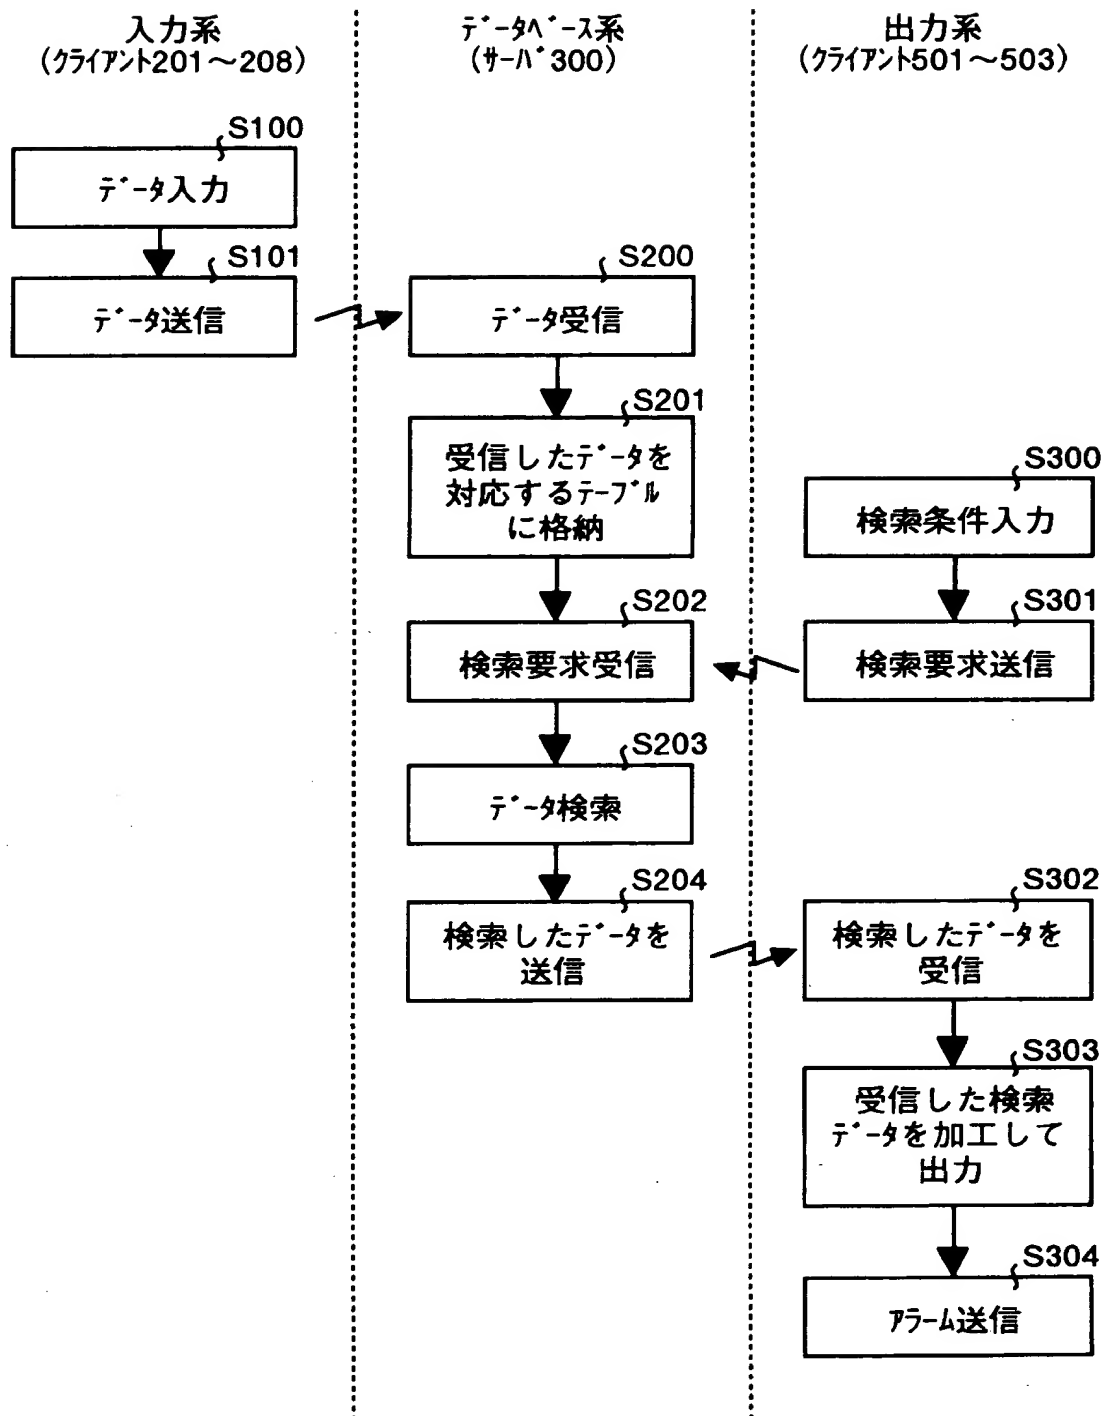 入力系
(クライアント201～208)
データベース系
(サーバ300)
出力系
(クライアント501～503)
S100
データ入力
S101
データ送信
S200
データ受信
S201
受信したデータを
対応するテーブル
に格納
S202
検索要求受信
S203
データ検索
S204
検索したデータを
送信
S300
検索条件入力
S301
検索要求送信
S302
検索したデータを
受信
S303
受信した検索
データを加工して
出力
S304
アラーム送信